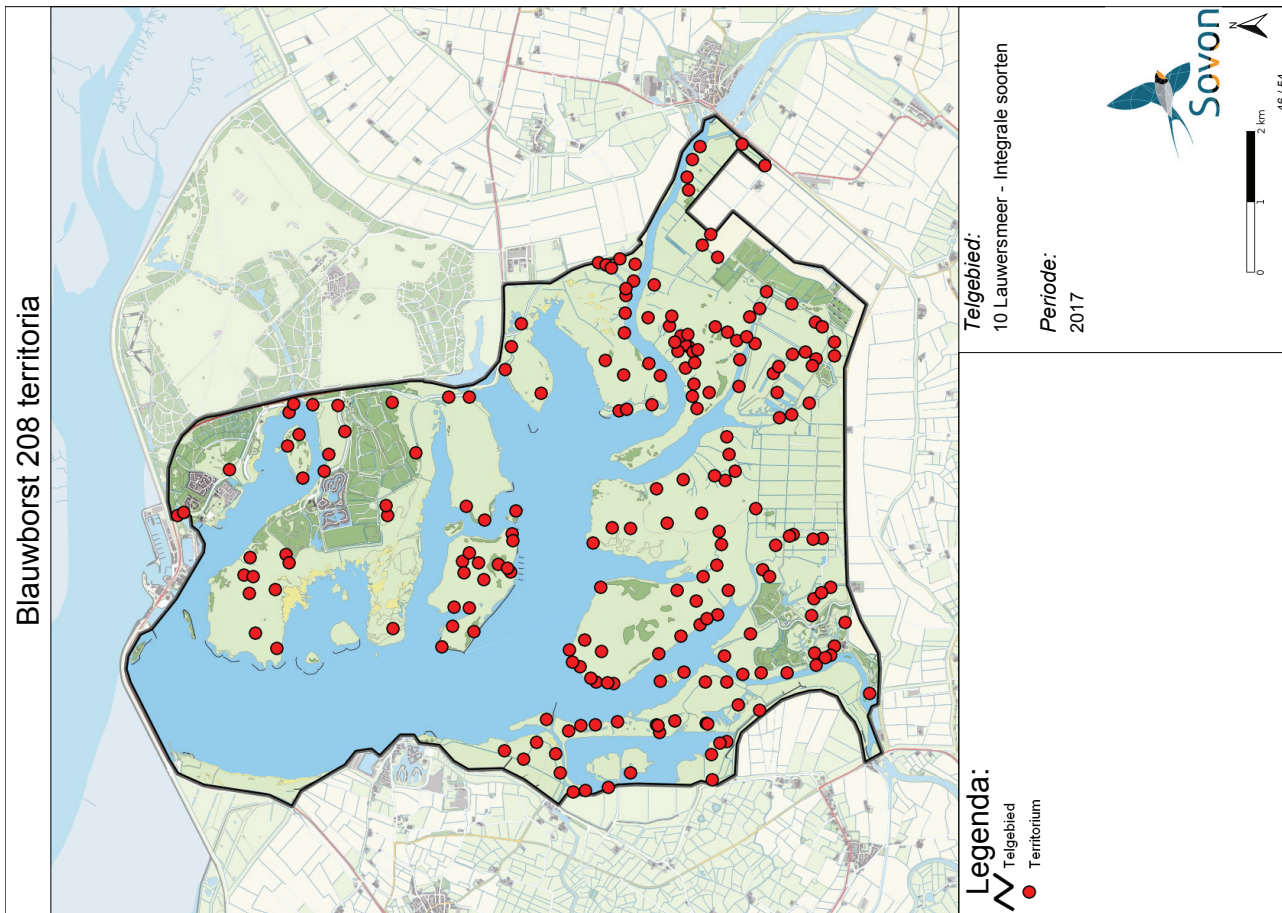 Blauwborst 208 territoria
Legenda:
Telgebied
Territorium
Telgebied:
10 Lauwersmeer - Integrale soorten
Periode:
2017
Sovon
N
0 1 2 km